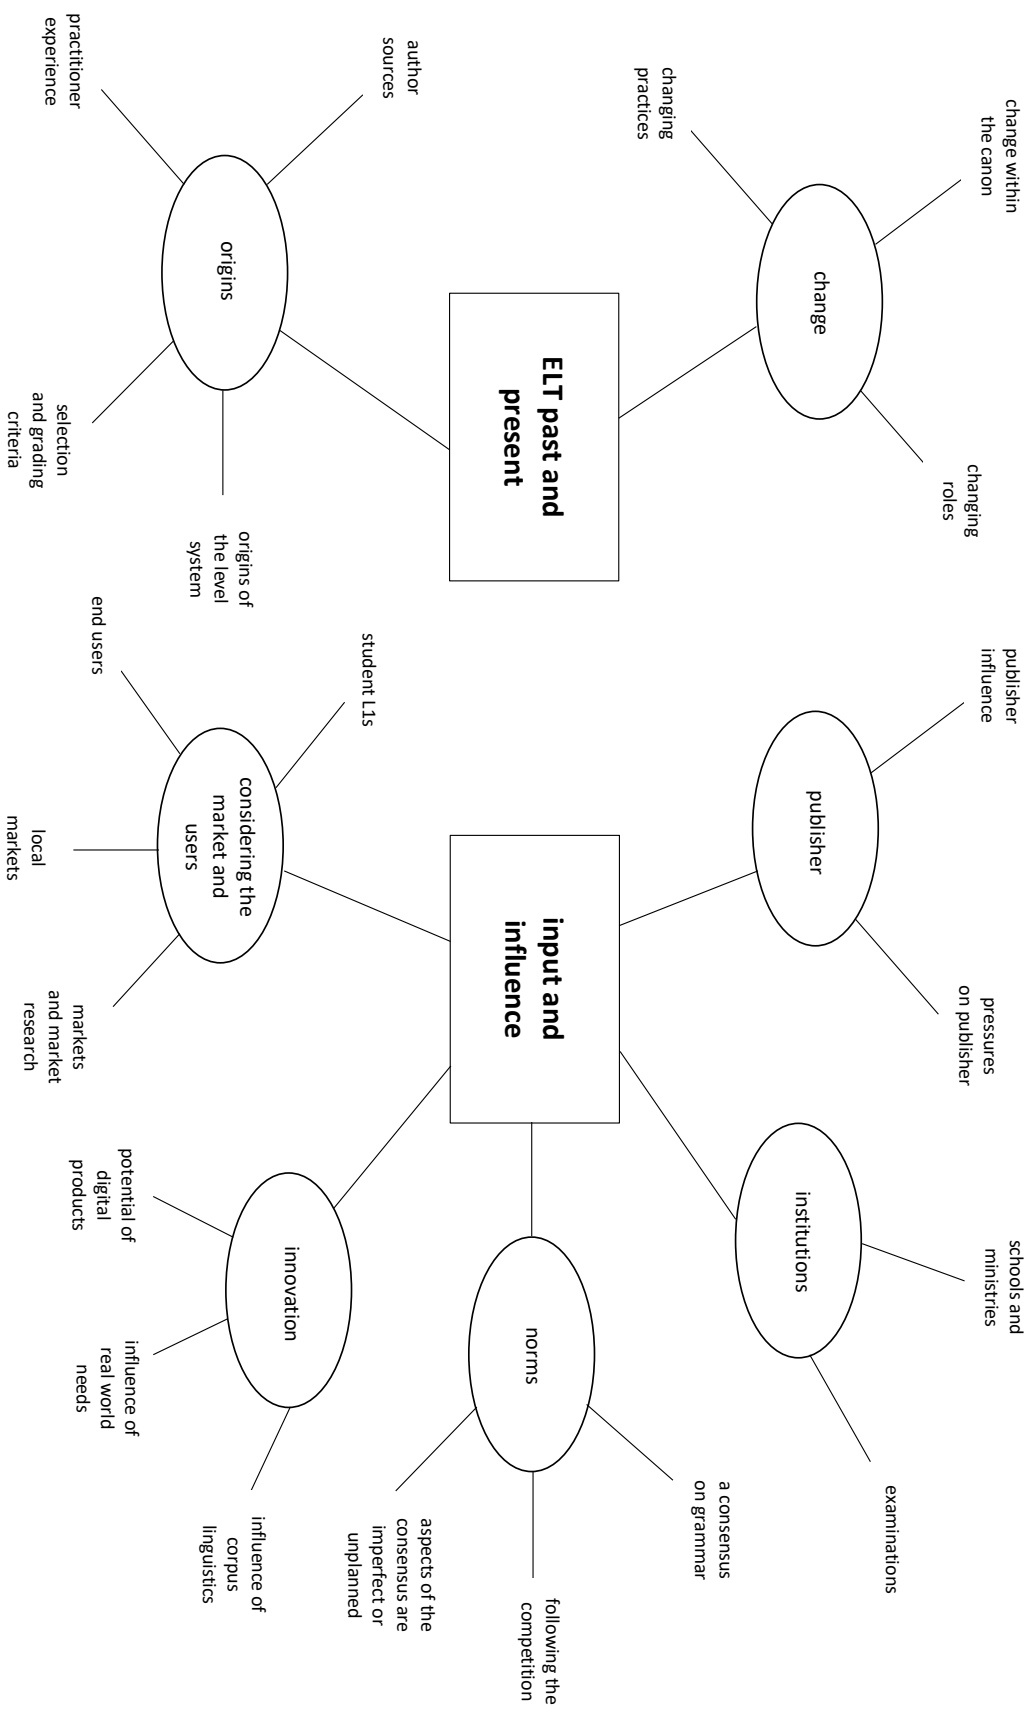 change within
the canon
changing
practices
change
changing
roles
ELT past and
present
author
sources
practitioner
experience
origins
selection
and grading
criteria
origins of
the level
system
publisher
influence
publisher
pressures
on publisher
schools and
ministries
institutions
examinations
input and
influence
student L1s
end users
considering the
market and
users
local
markets
markets
and market
research
norms
a consensus
on grammar
following the
competition
aspects of the
consensus are
imperfect or
unplanned
innovation
potential of
digital
products
influence of
real world
needs
influence of
corpus
linguistics